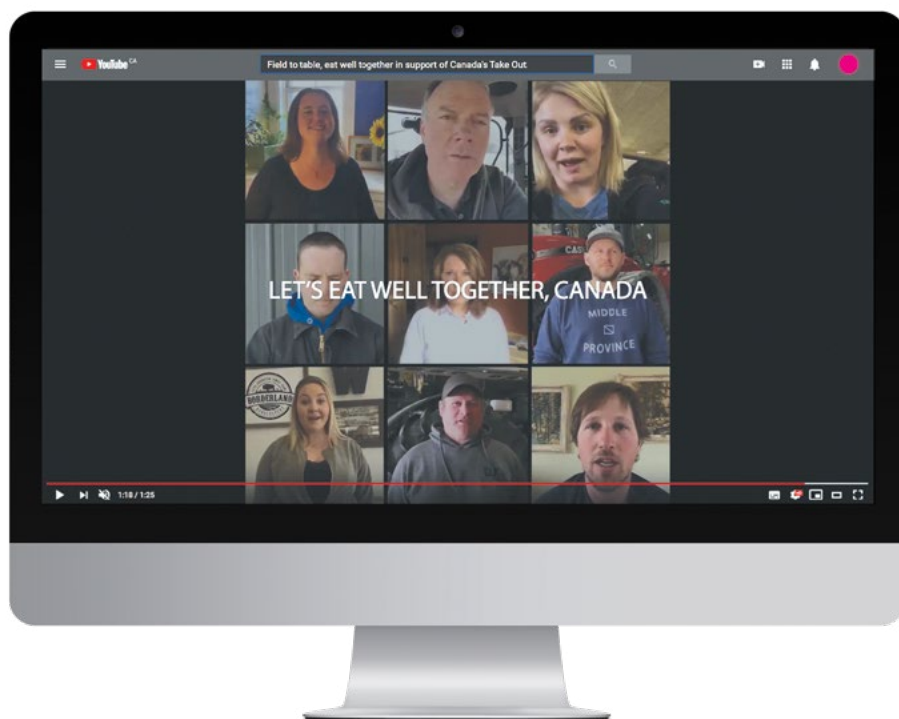 YouTube CA
Field to table, eat well together in support of Canada's Take Out
LET'S EAT WELL TOGETHER, CANADA
CASE
MIDDLE
PROVINCE
BORDERLAND
1:18 / 1:25